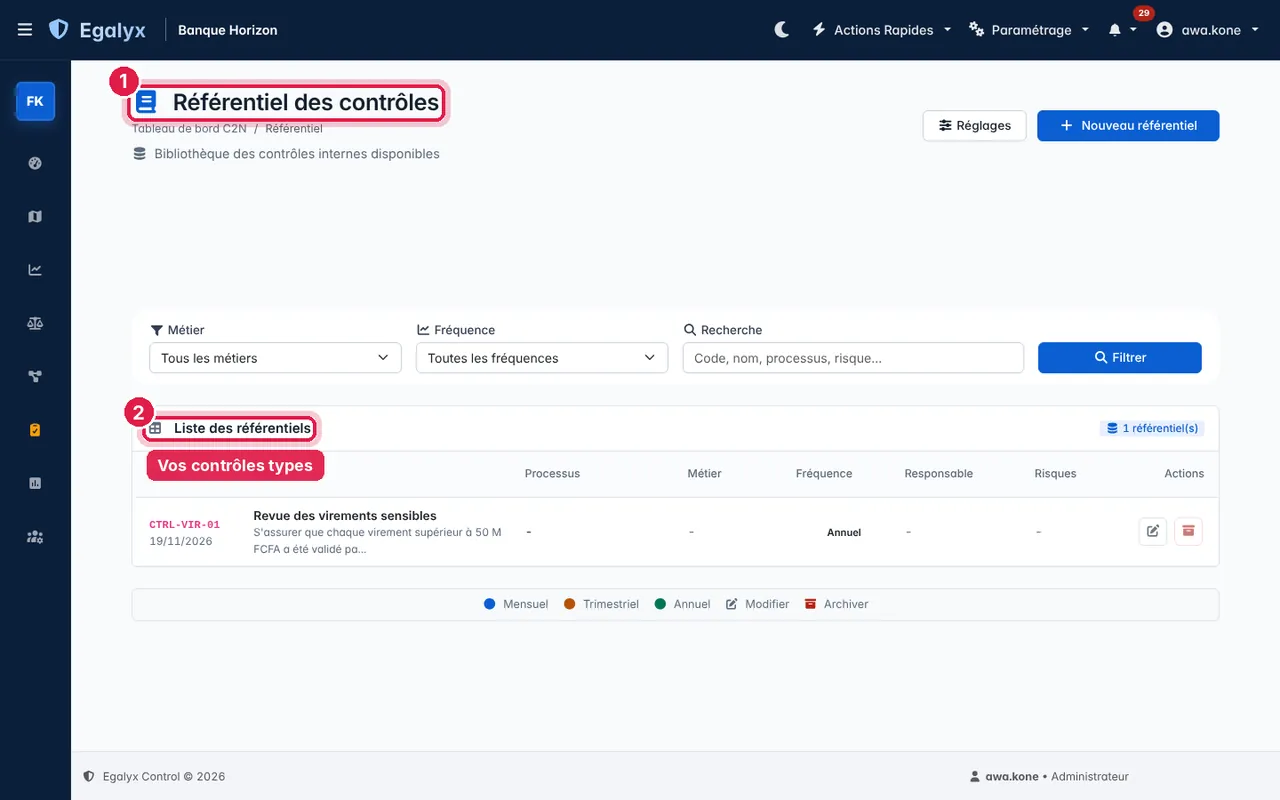 Egalyx
Banque Horizon
Actions Rapides
Paramétrage
29
awa.kone
FK
1
Référentiel des contrôles
Tableau de bord C2N / Référentiel
Bibliothèque des contrôles internes disponibles
Réglages
+ Nouveau référentiel
Métier
Fréquence
Recherche
Tous les métiers
Toutes les fréquences
Code, nom, processus, risque...
Filtrer
2
Liste des référentiels
1 référentiel(s)
Vos contrôles types
Processus
Métier
Fréquence
Responsable
Risques
Actions
CTRL-VIR-01
19/11/2026
Revue des virements sensibles
S'assurer que chaque virement supérieur à 50 M
FCFA a été validé pa...
-
-
Annuel
-
-
Mensuel
Trimestriel
Annuel
Modifier
Archiver
Egalyx Control © 2026
awa.kone • Administrateur